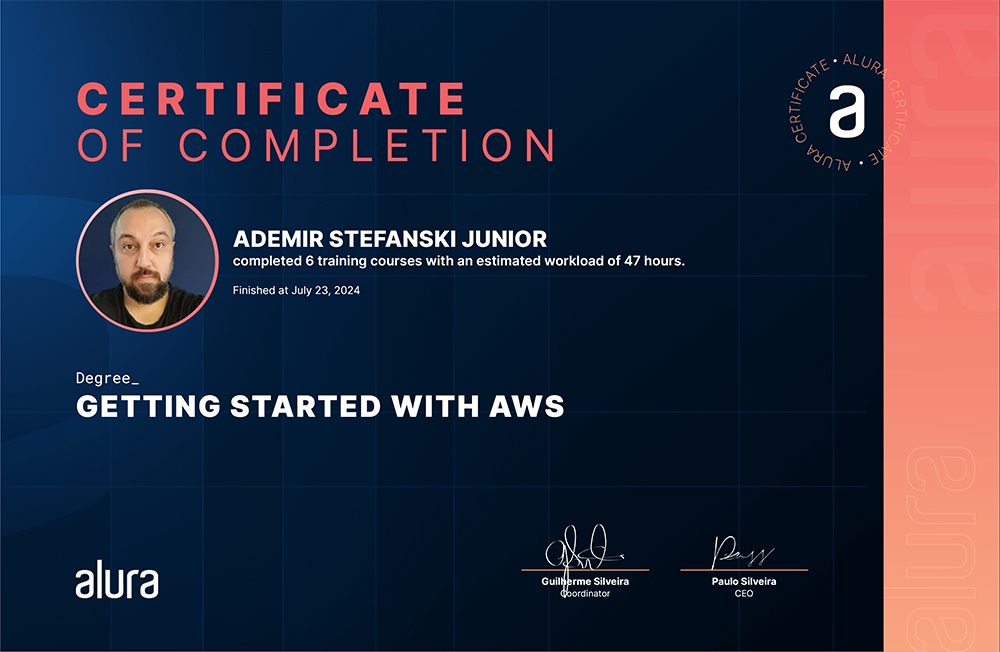 CERTIFICATE
OF COMPLETION
ALURA CERTIFICATE • ALURA CERTIFICATE •
a
ADEMIR STEFANSKI JUNIOR
completed 6 training courses with an estimated workload of 47 hours.
Finished at July 23, 2024
Degree_
GETTING STARTED WITH AWS
alura
Guilherme Silveira
Coordinator
Paulo Silveira
CEO
alura
alura